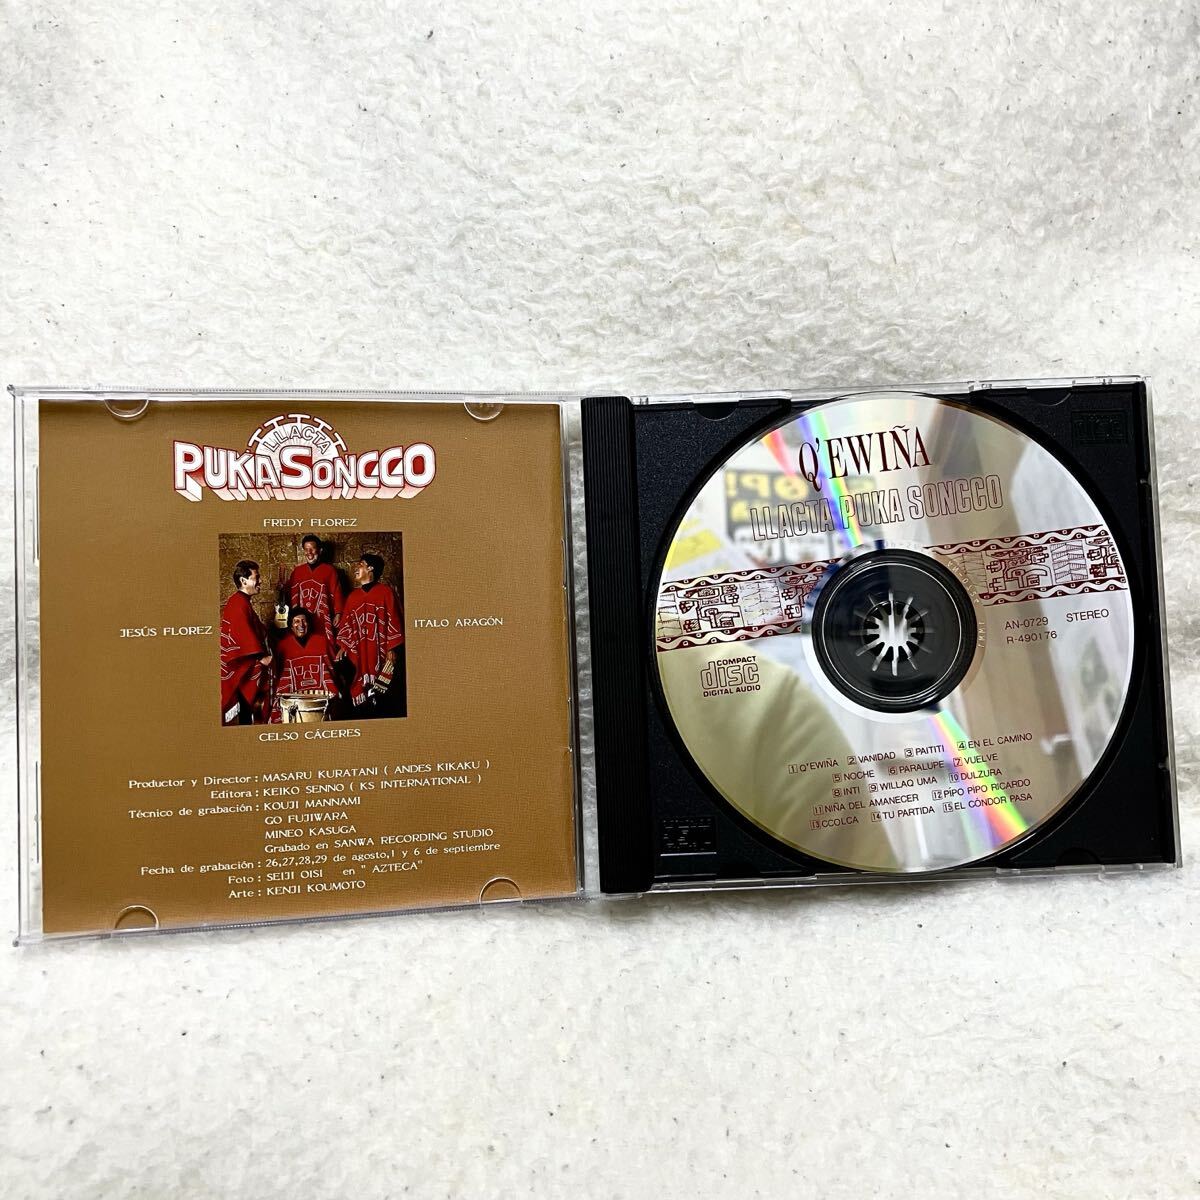 LLACTA
PUKA SONCCO
FREDY FLOREZ
JESÚS FLOREZ
ITALO ARAGÓN
CELSO CÁCERES
Productor y Director : MASARU KURATANI ( ANDES KIKAKU )
Editora : KEIKO SENNO ( KS INTERNATIONAL )
Técnico de grabación : KOUJI MANNAMI
GO FUJIWARA
MINEO KASUGA
Grabado en SANWA RECORDING STUDIO
Fecha de grabación : 26,27,28,29 de agosto,1 y 6 de septiembre
Foto : SEIJI OISI en " AZTECA"
Arte : KENJI KOUMOTO
Q'EWIÑA
LLACTA PUKA SONCCO
AN-0729 STEREO
R-490176
COMPACT
disc
DIGITAL AUDIO
1 Q'EWIÑA 2 VANIDAD 3 PAITITI 4 EN EL CAMINO
5 NOCHE 6 PARALUPE 7 VUELVE
8 INTI 9 WILLAQ UMA 10 DULZURA
11 NIÑA DEL AMANECER 12 PÍPO PIPO RICARDO
13 CCOLCA 14 TU PARTIDA 15 EL CÓNDOR PASA